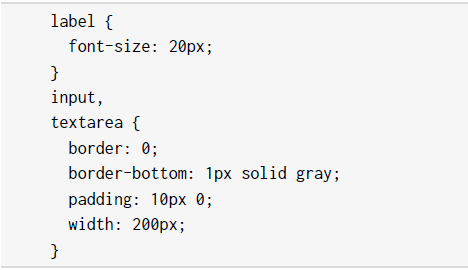 label {
  font-size: 20px;
}
input,
textarea {
  border: 0;
  border-bottom: 1px solid gray;
  padding: 10px 0;
  width: 200px;
}